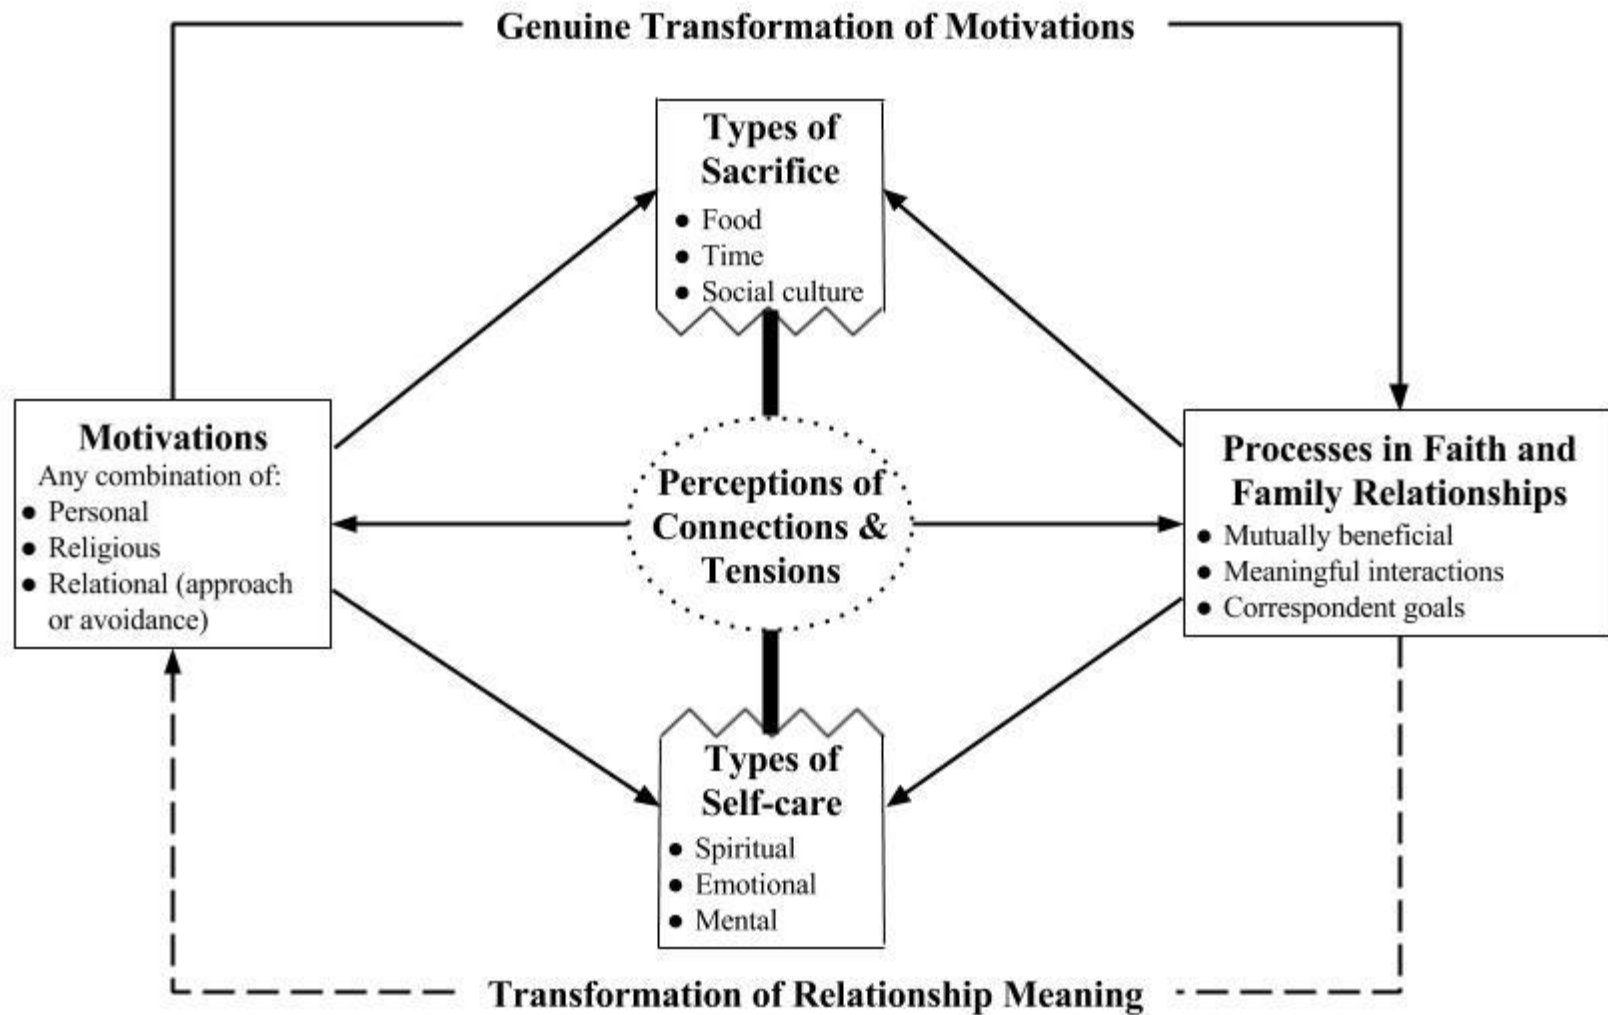 Genuine Transformation of Motivations
Types of
Sacrifice
● Food
● Time
● Social culture
Motivations
Any combination of:
● Personal
● Religious
● Relational (approach
or avoidance)
Perceptions of
Connections &
Tensions
Processes in Faith and
Family Relationships
● Mutually beneficial
● Meaningful interactions
● Correspondent goals
Types of
Self-care
● Spiritual
● Emotional
● Mental
Transformation of Relationship Meaning